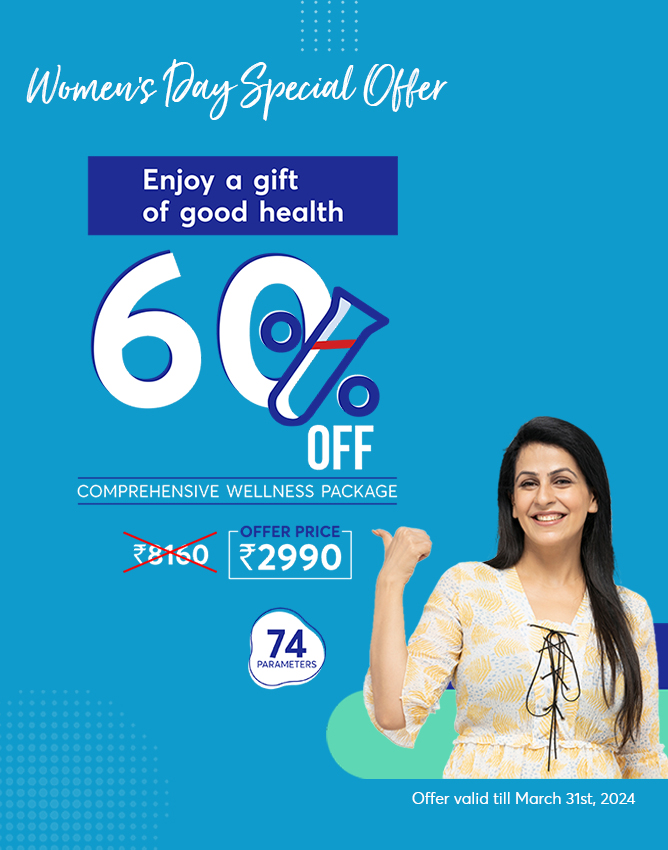 Women's Day Special Offer
Enjoy a gift
of good health
60%
OFF
COMPREHENSIVE WELLNESS PACKAGE
₹8160
OFFER PRICE
₹2990
74
PARAMETERS
Offer valid till March 31st, 2024